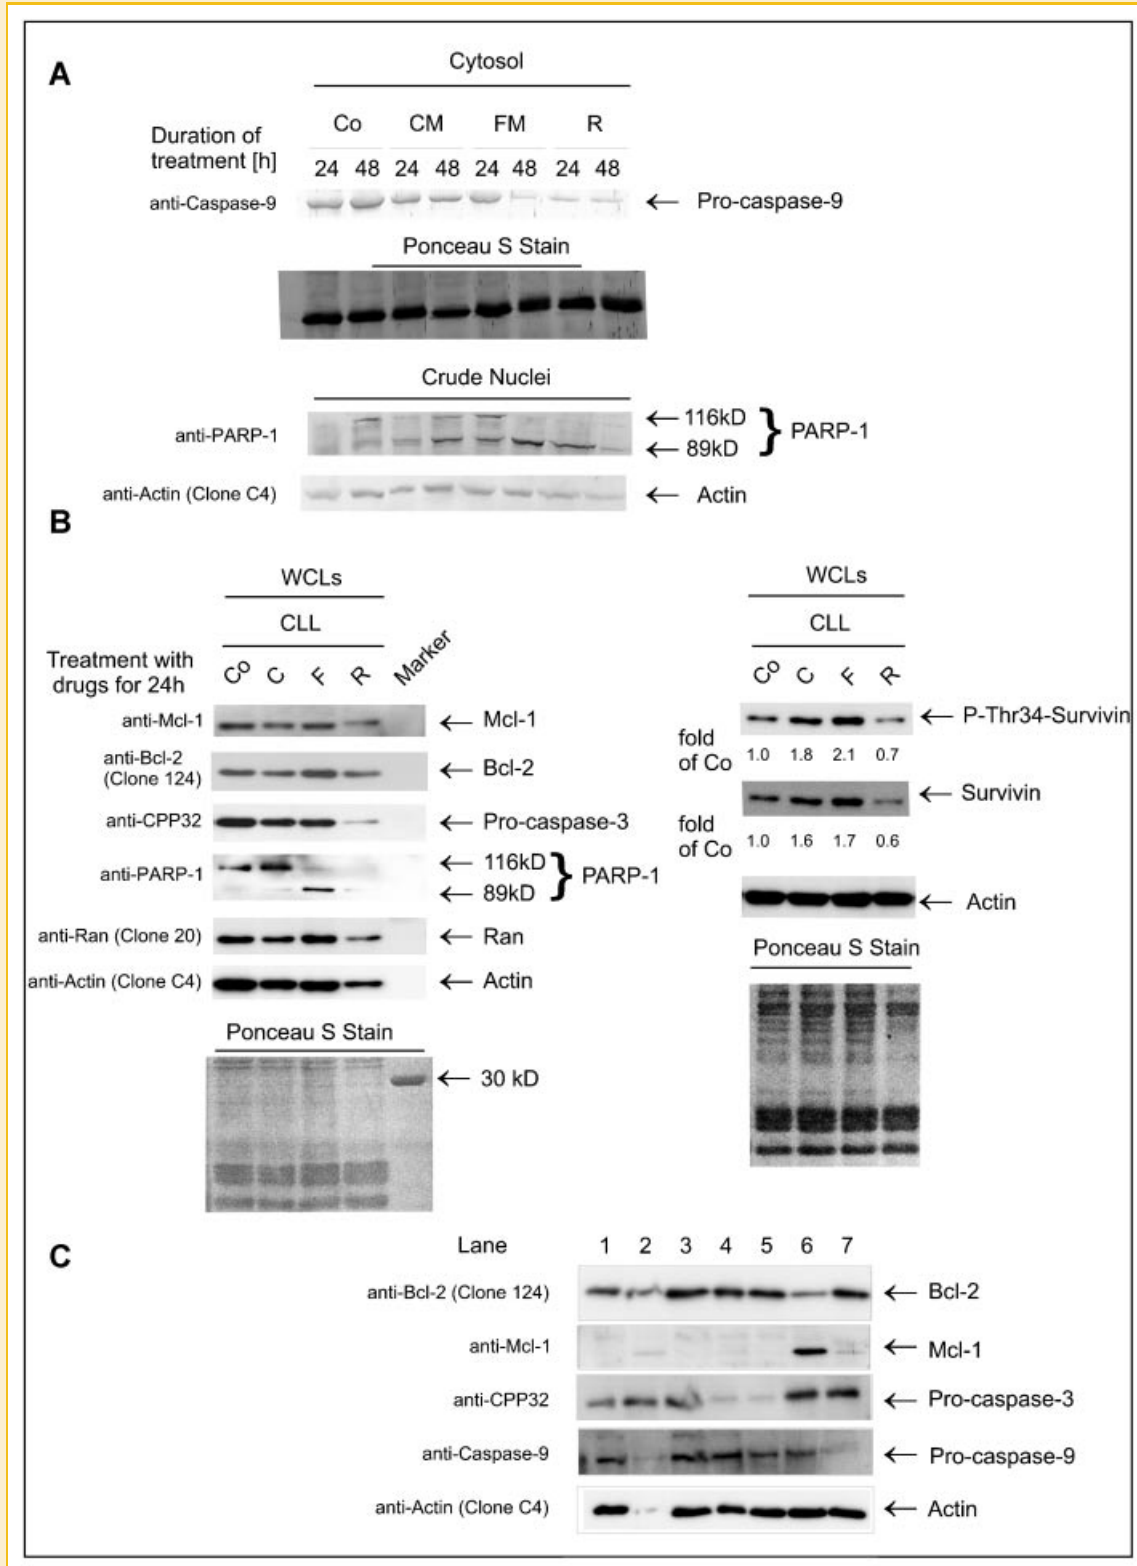 A
Cytosol
Co CM FM R
Duration of
treatment [h]
24 48 24 48 24 48 24 48
anti-Caspase-9 ← Pro-caspase-9
Ponceau S Stain
Crude Nuclei
anti-PARP-1 ← 116kD } PARP-1
← 89kD
anti-Actin (Clone C4) ← Actin
B
WCLs
CLL
Treatment with
drugs for 24h
Co C F R Marker
anti-Mcl-1 ← Mcl-1
anti-Bcl-2
(Clone 124) ← Bcl-2
anti-CPP32 ← Pro-caspase-3
anti-PARP-1 ← 116kD } PARP-1
← 89kD
anti-Ran (Clone 20) ← Ran
anti-Actin (Clone C4) ← Actin
Ponceau S Stain
← 30 kD
WCLs
CLL
Co C F R
← P-Thr34-Survivin
fold
of Co 1.0 1.8 2.1 0.7
← Survivin
fold
of Co 1.0 1.6 1.7 0.6
← Actin
Ponceau S Stain
C
Lane 1 2 3 4 5 6 7
anti-Bcl-2 (Clone 124) ← Bcl-2
anti-Mcl-1 ← Mcl-1
anti-CPP32 ← Pro-caspase-3
anti-Caspase-9 ← Pro-caspase-9
anti-Actin (Clone C4) ← Actin